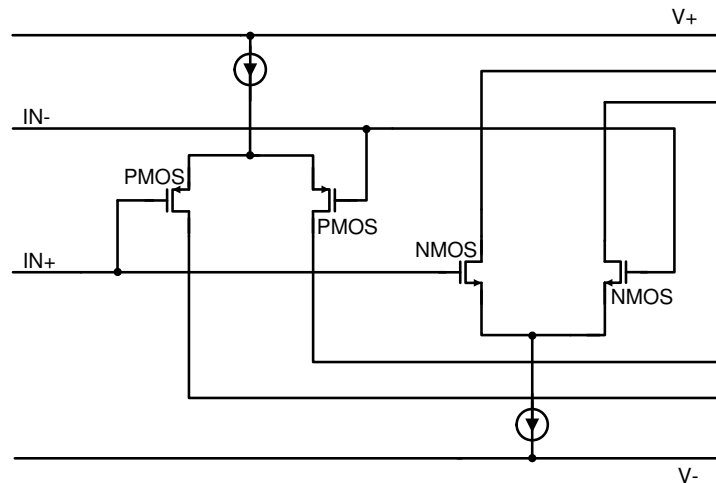 V+
IN-
PMOS
PMOS
NMOS
IN+
NMOS
V-